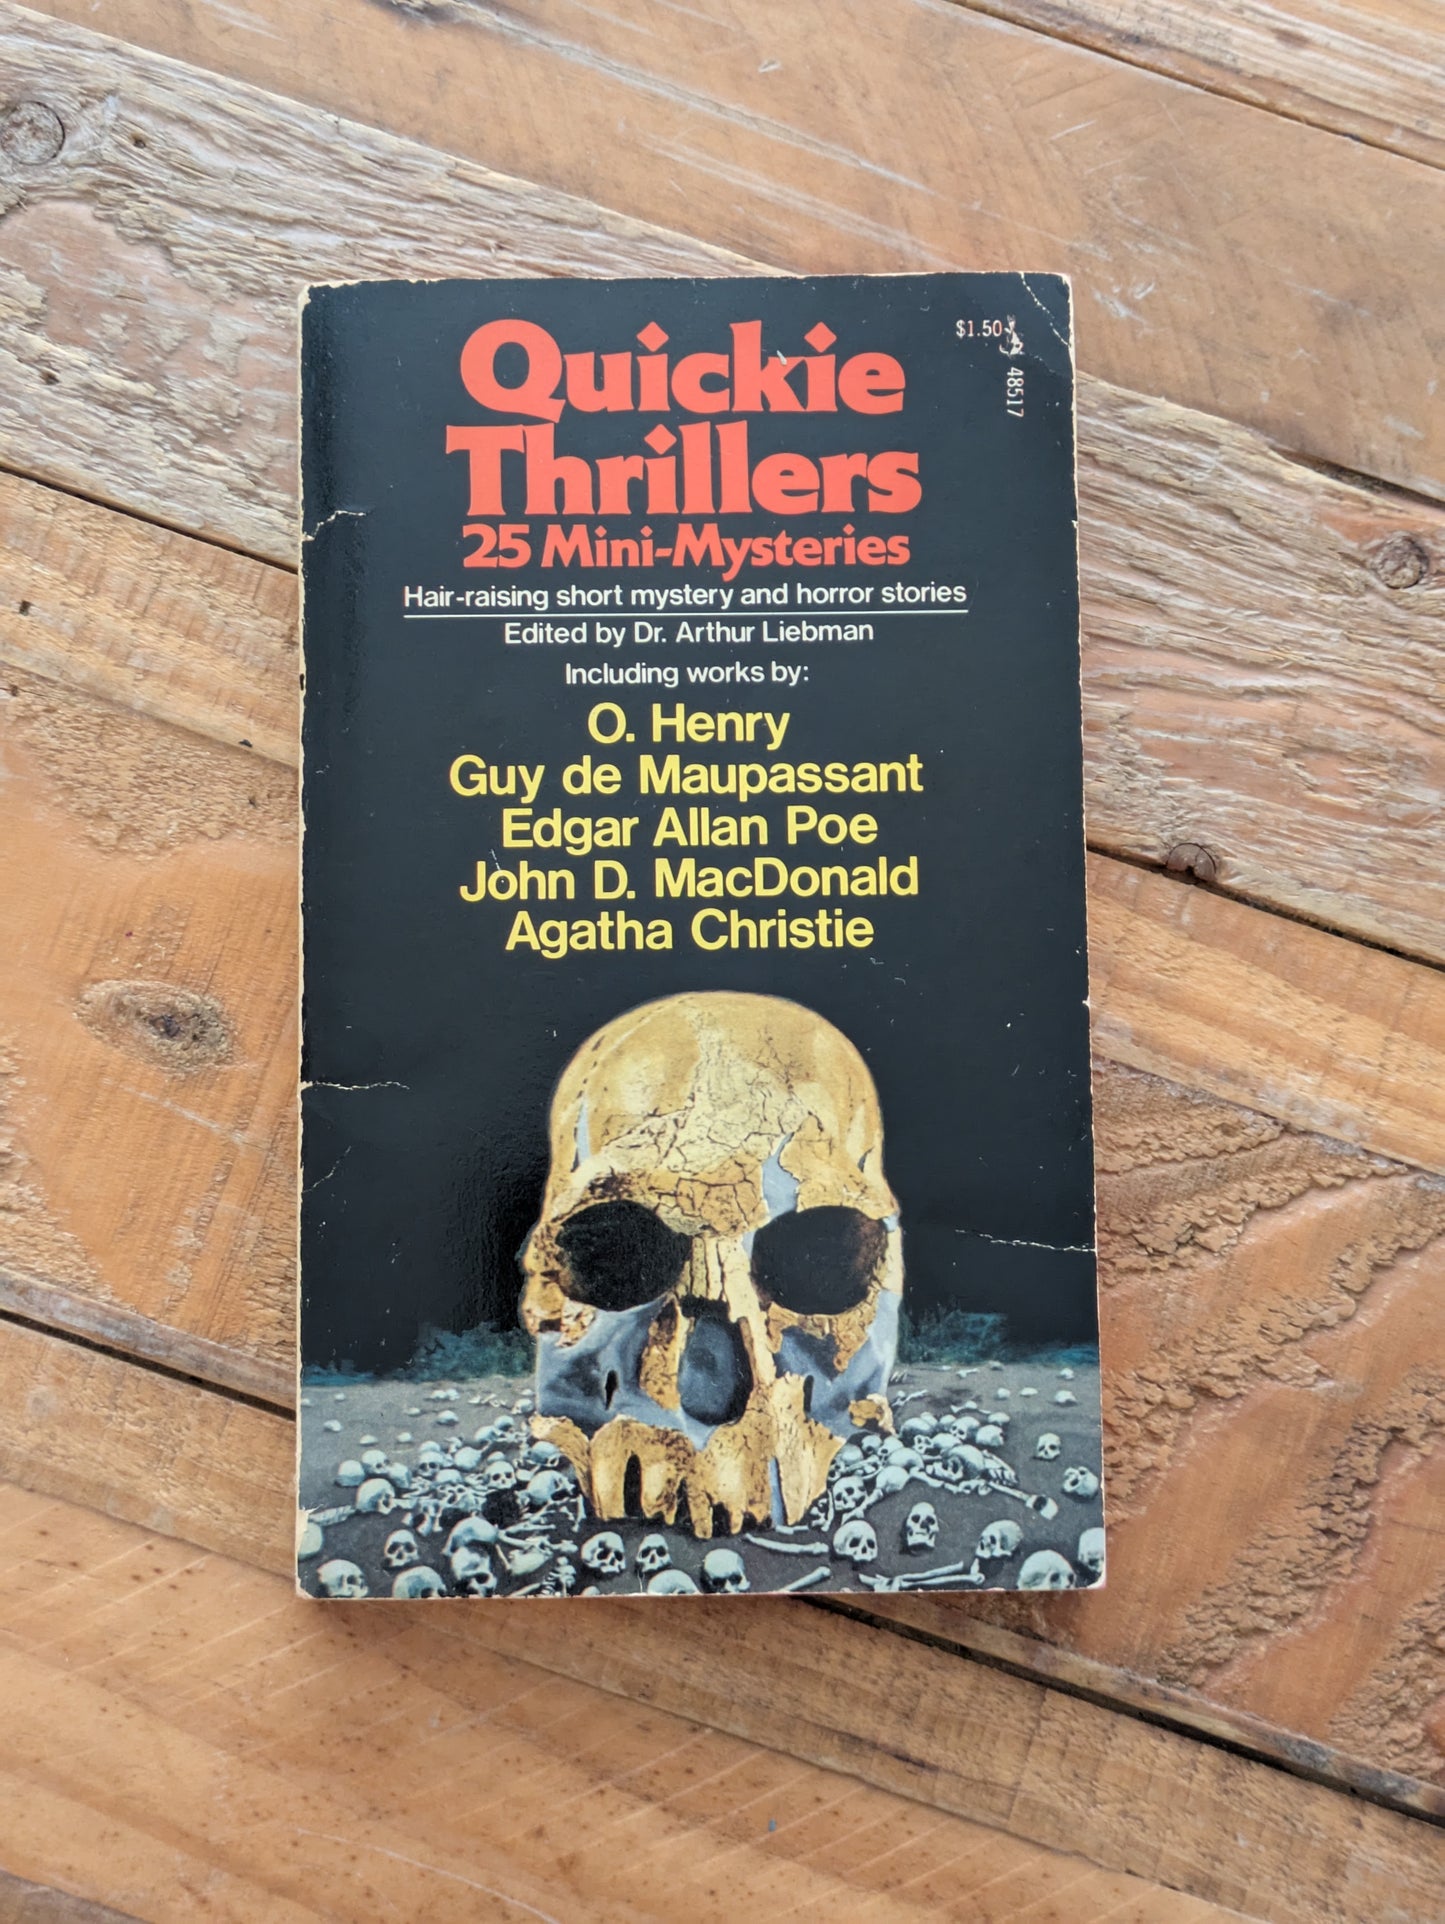 $1.50
48517
Quickie
Thrillers
25 Mini-Mysteries
Hair-raising short mystery and horror stories
Edited by Dr. Arthur Liebman
Including works by:
O. Henry
Guy de Maupassant
Edgar Allan Poe
John D. MacDonald
Agatha Christie